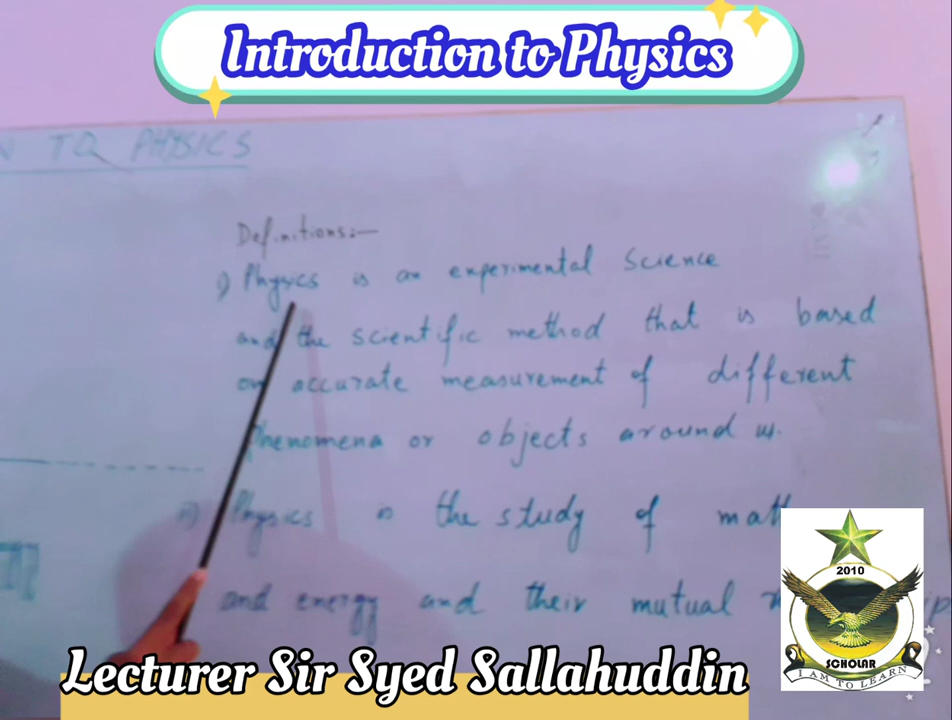 Introduction to Physics
N TO PHYSICS
Definitions:—
i) Physics is an experimental Science
and the scientific method that is based
on accurate measurement of different
phenomena or objects around us.
ii) Physics is the study of matt
and energy and their mutual
2010
SCHOLAR
I AM TO LEARN
Lecturer Sir Syed Sallahuddin